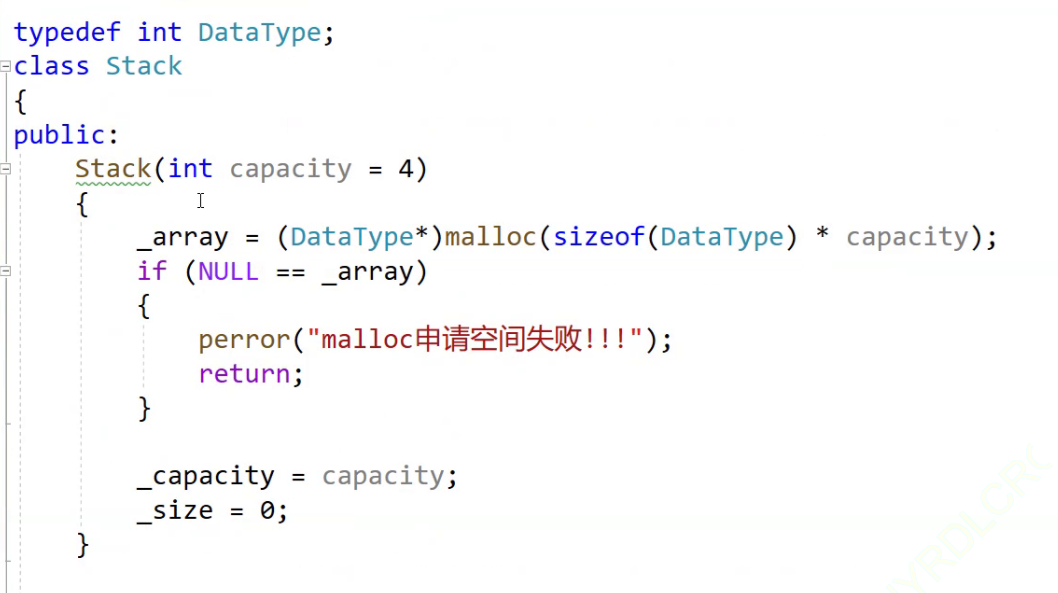 typedef int DataType;
class Stack
{
public:
    Stack(int capacity = 4)
    {
        _array = (DataType*)malloc(sizeof(DataType) * capacity);
        if (NULL == _array)
        {
            perror("malloc申请空间失败!!!");
            return;
        }
        _capacity = capacity;
        _size = 0;
    }